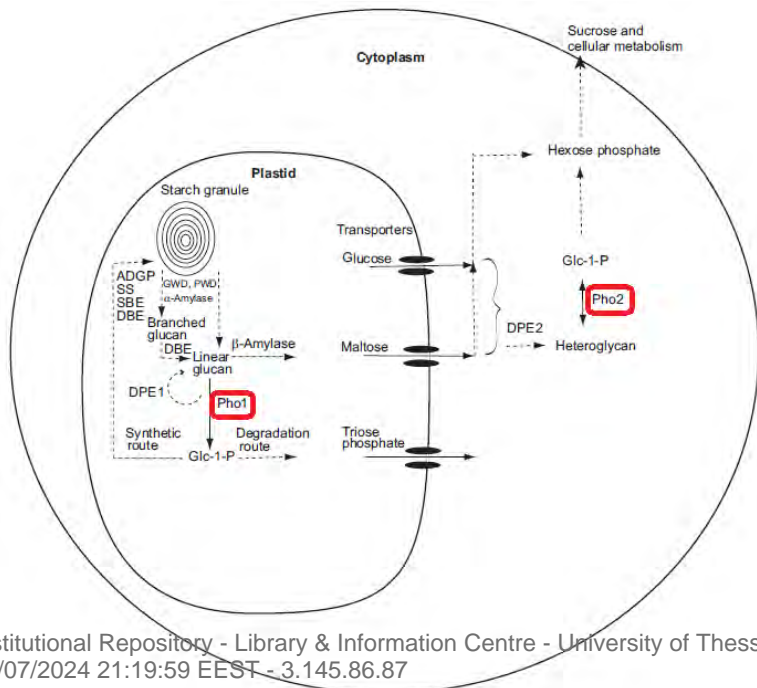 Sucrose and
cellular metabolism
Cytoplasm
Hexose phosphate
Plastid
Starch granule
Transporters
Glucose
Glc-1-P
ADGP
SS
SBE
DBE
GWD, PWD
α-Amylase
Pho2
Branched
glucan
DBE
Linear
glucan
β-Amylase
Maltose
DPE2
Heteroglycan
DPE1
Pho1
Synthetic
route
Degradation
route
Triose
phosphate
Glc-1-P
stitutional Repository - Library & Information Centre - University of Thess
/07/2024 21:19:59 EEST - 3.145.86.87